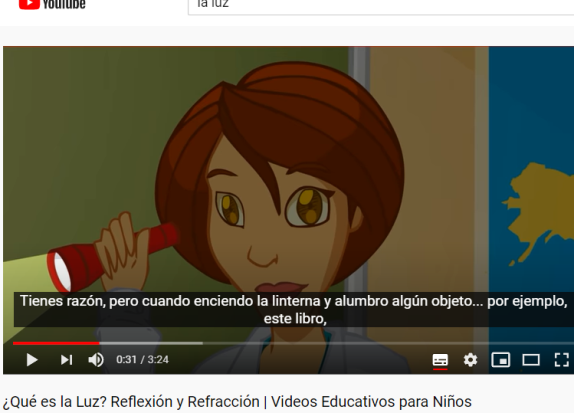 YouTube
la luz
Tienes razón, pero cuando enciendo la linterna y alumbro algún objeto... por ejemplo,
este libro,
0:31 / 3:24
¿Qué es la Luz? Reflexión y Refracción | Videos Educativos para Niños